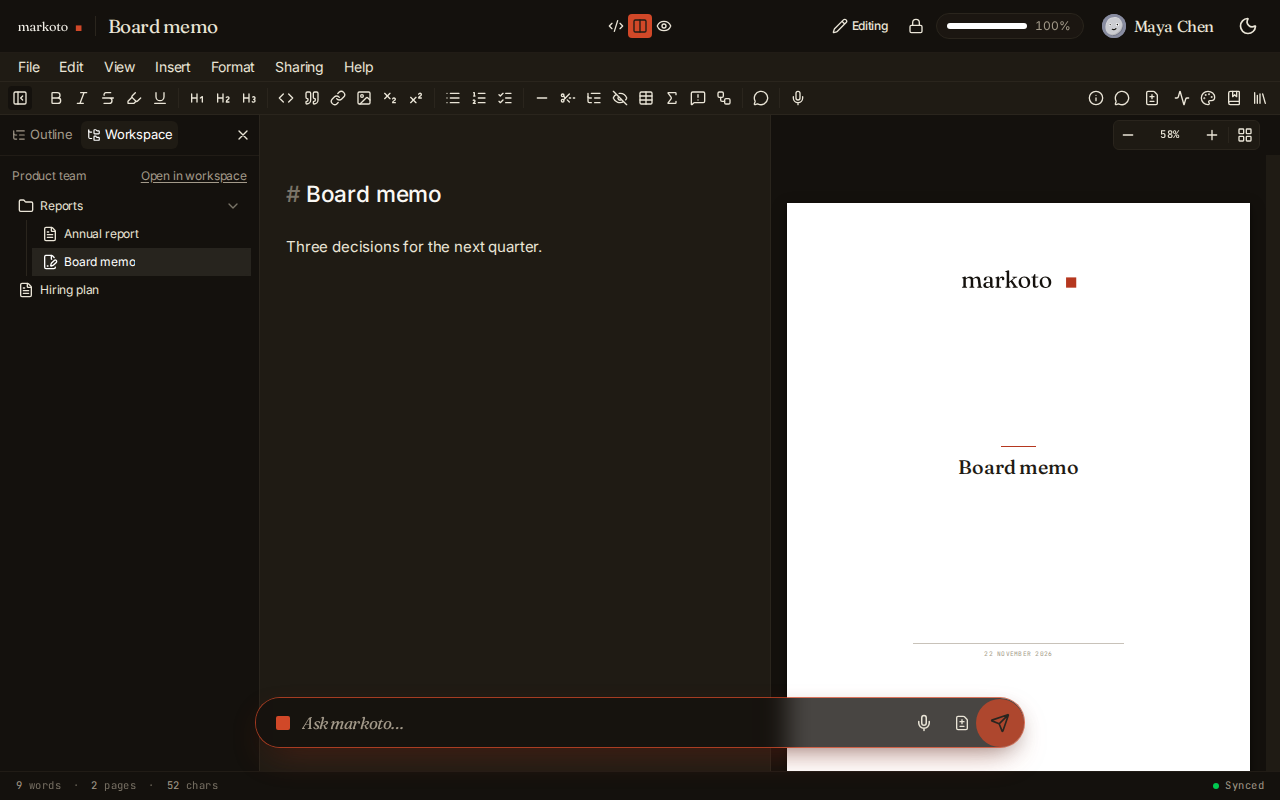 markoto
Board memo
Editing
100%
Maya Chen
File Edit View Insert Format Sharing Help
H1 H2 H3
Outline
Workspace
58%
Product team
Open in workspace
Reports
Annual report
Board memo
Hiring plan
# Board memo
Three decisions for the next quarter.
markoto
Board memo
22 NOVEMBER 2026
Ask markoto...
9 words · 2 pages · 52 chars
Synced